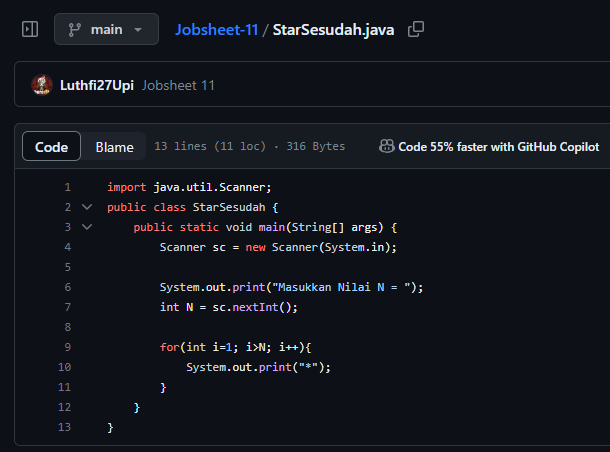 main
Jobsheet-11 / StarSesudah.java
Luthfi27Upi Jobsheet 11
Code Blame 13 lines (11 loc) · 316 Bytes Code 55% faster with GitHub Copilot
1 import java.util.Scanner;
2 public class StarSesudah {
3 public static void main(String[] args) {
4 Scanner sc = new Scanner(System.in);
5
6 System.out.print("Masukkan Nilai N = ");
7 int N = sc.nextInt();
8
9 for(int i=1; i>N; i++){
10 System.out.print("*");
11 }
12 }
13 }